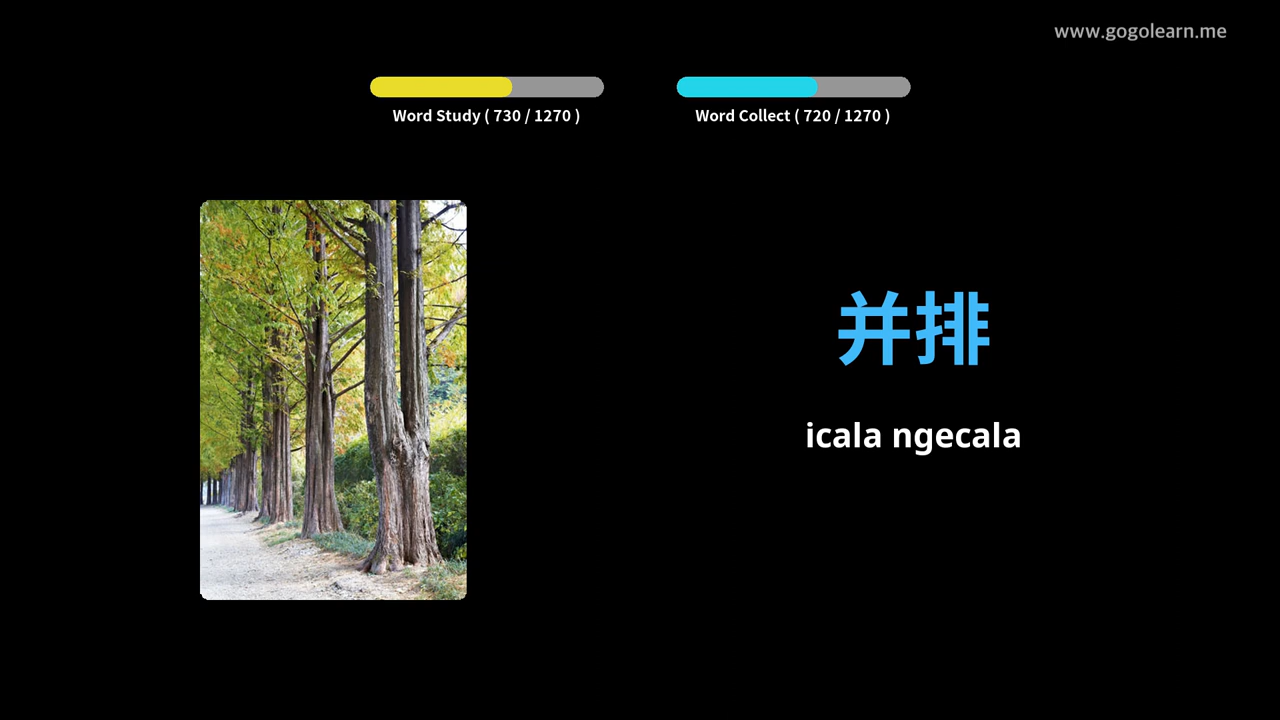 www.gogolearn.me
Word Study ( 730 / 1270 )
Word Collect ( 720 / 1270 )
并排
icala ngecala